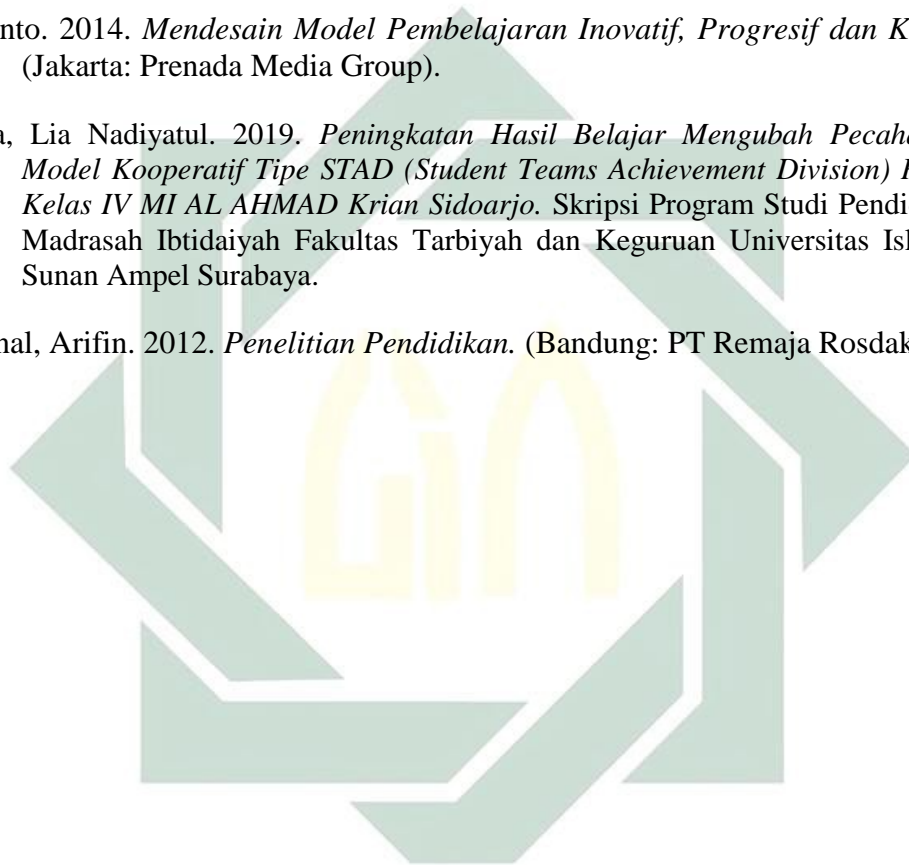 nto. 2014. Mendesain Model Pembelajaran Inovatif, Progresif dan K
(Jakarta: Prenada Media Group).
a, Lia Nadiyatul. 2019. Peningkatan Hasil Belajar Mengubah Pecaha
Model Kooperatif Tipe STAD (Student Teams Achievement Division) 
Kelas IV MI AL AHMAD Krian Sidoarjo. Skripsi Program Studi Pendi
Madrasah Ibtidaiyah Fakultas Tarbiyah dan Keguruan Universitas Isl
Sunan Ampel Surabaya.
nal, Arifin. 2012. Penelitian Pendidikan. (Bandung: PT Remaja Rosdak